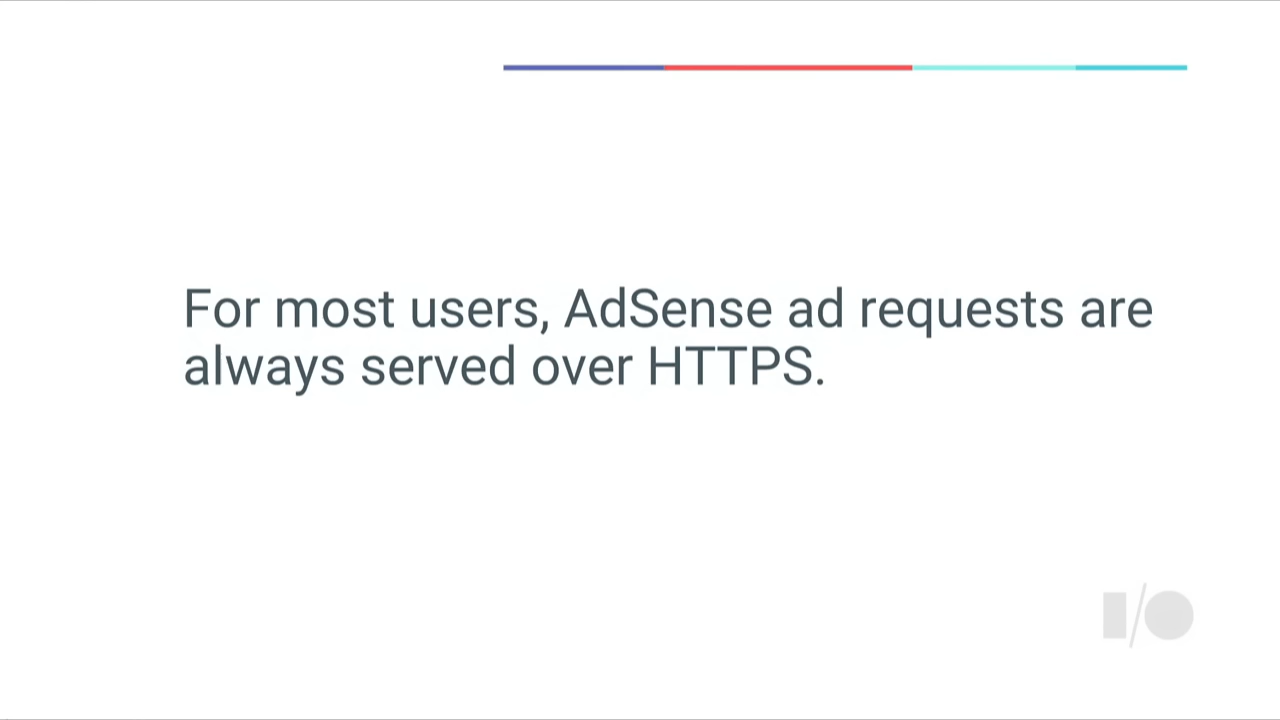 For most users, AdSense ad requests are
always served over HTTPS.
I/O